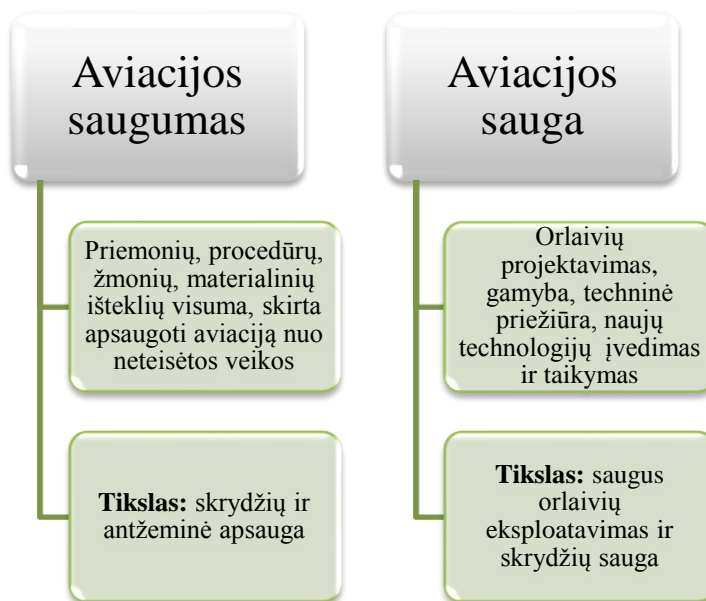 Aviacijos
saugumas
Priemonių, procedūrų,
žmonių, materialinių
išteklių visuma, skirta
apsaugoti aviaciją nuo
neteisėtos veikos
Tikslas: skrydžių ir
antžeminė apsauga
Aviacijos
sauga
Orlaivių
projektavimas,
gamyba, techninė
priežiūra, naujų
technologijų įvedimas
ir taikymas
Tikslas: saugus
orlaivių
eksploatavimas ir
skrydžių sauga